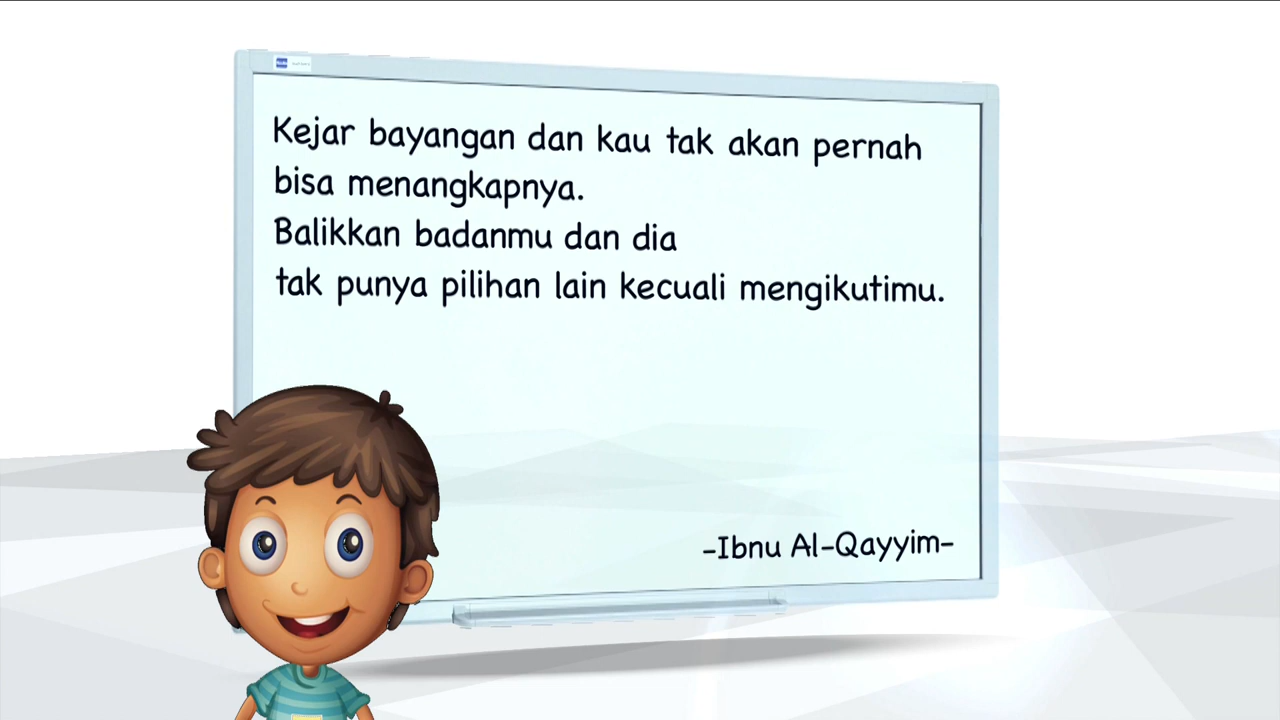 Kejar bayangan dan kau tak akan pernah
bisa menangkapnya.
Balikkan badanmu dan dia
tak punya pilihan lain kecuali mengikutimu.
-Ibnu Al-Qayyim-